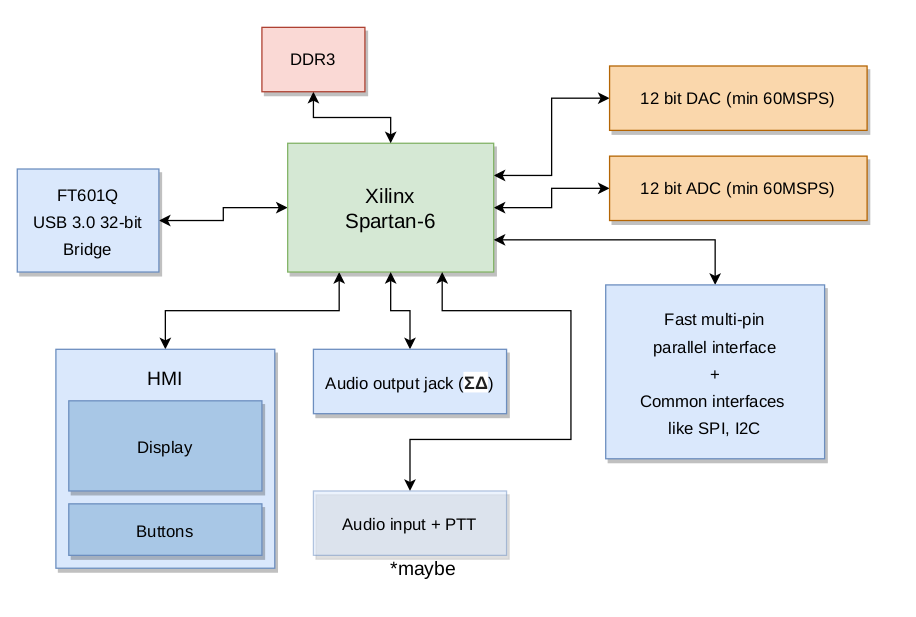 DDR3
12 bit DAC (min 60MSPS)
12 bit ADC (min 60MSPS)
Xilinx
Spartan-6
FT601Q
USB 3.0 32-bit
Bridge
Fast multi-pin
parallel interface
+
Common interfaces
like SPI, I2C
HMI
Display
Buttons
Audio output jack (ΣΔ)
Audio input + PTT
*maybe